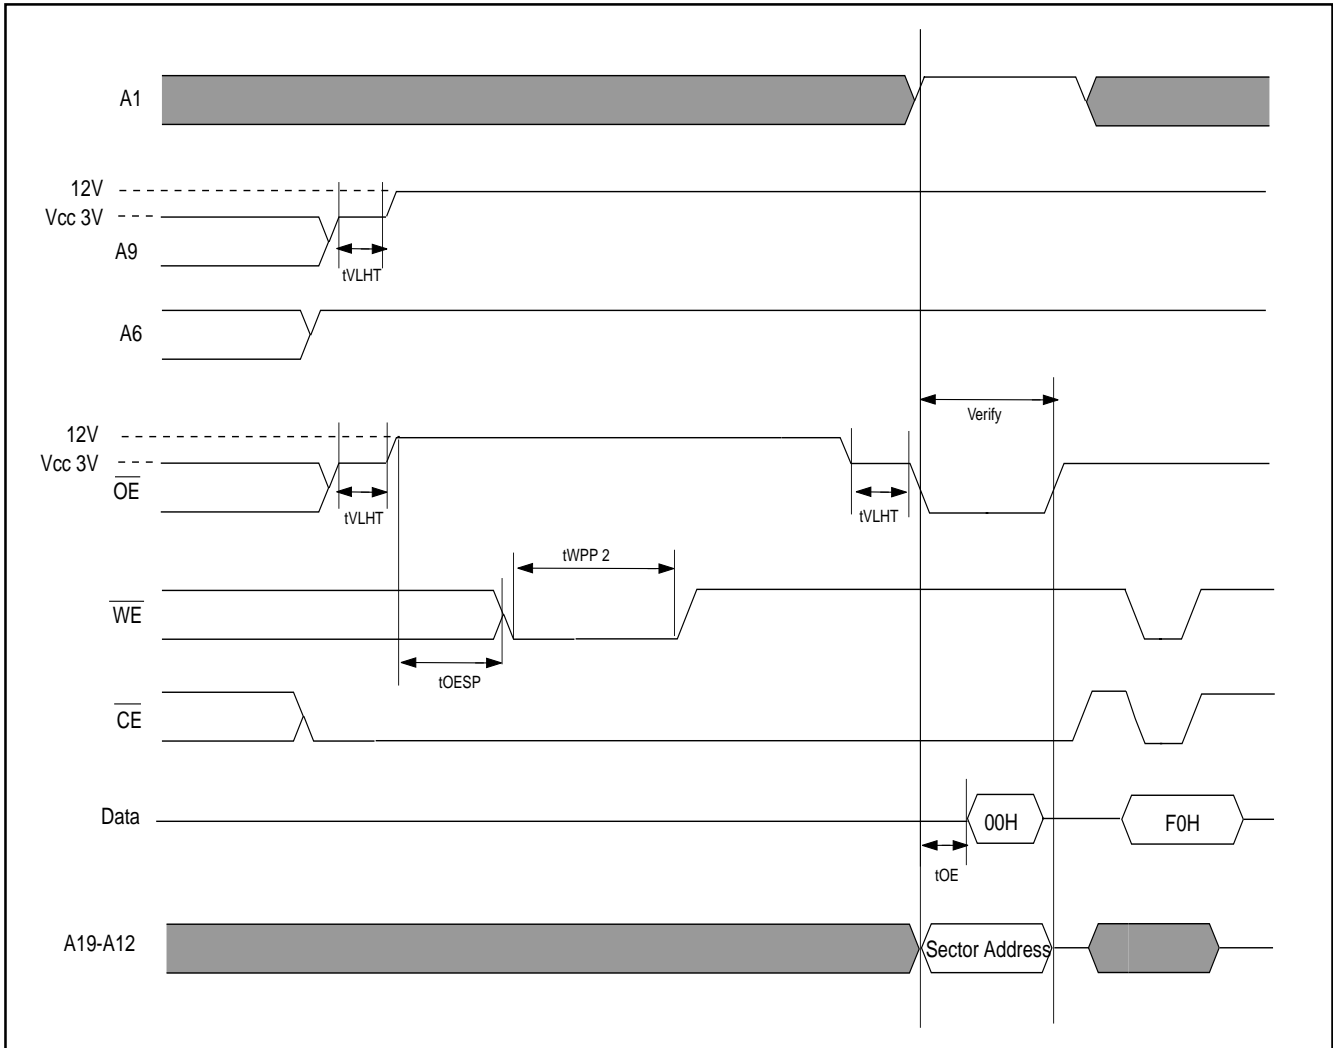 A1
12V
Vcc 3V
A9
tVLHT
A6
Verify
12V
Vcc 3V
OE
tVLHT
tVLHT
tWPP 2
WE
tOESP
CE
Data
00H
F0H
tOE
A19-A12
Sector Address